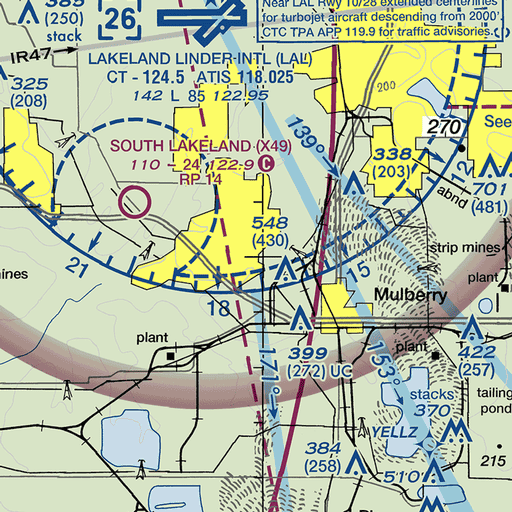 385
(250)
stack
26
Near LAL Rwy 10/28 extended centerlines
for turbojet aircraft descending from 2000'.
CTC TPA APP 119.9 for traffic advisories.
IR47
LAKELAND LINDER INTL (LAL)
CT - 124.5 ATIS 118.025
142 L 85 122.95
325
(208)
139°
See
270
12
SOUTH LAKELAND (X49)
110 - 24 122.9 C
RP 14
338
(203)
701
(481)
abnd
548
(430)
strip mines
21
15
plant
mines
18
Mulberry
plant
399
(272) UC
plant
422
(257)
171°
153°
stacks
370
tailing
pond
YELLZ
384
(258)
215
510